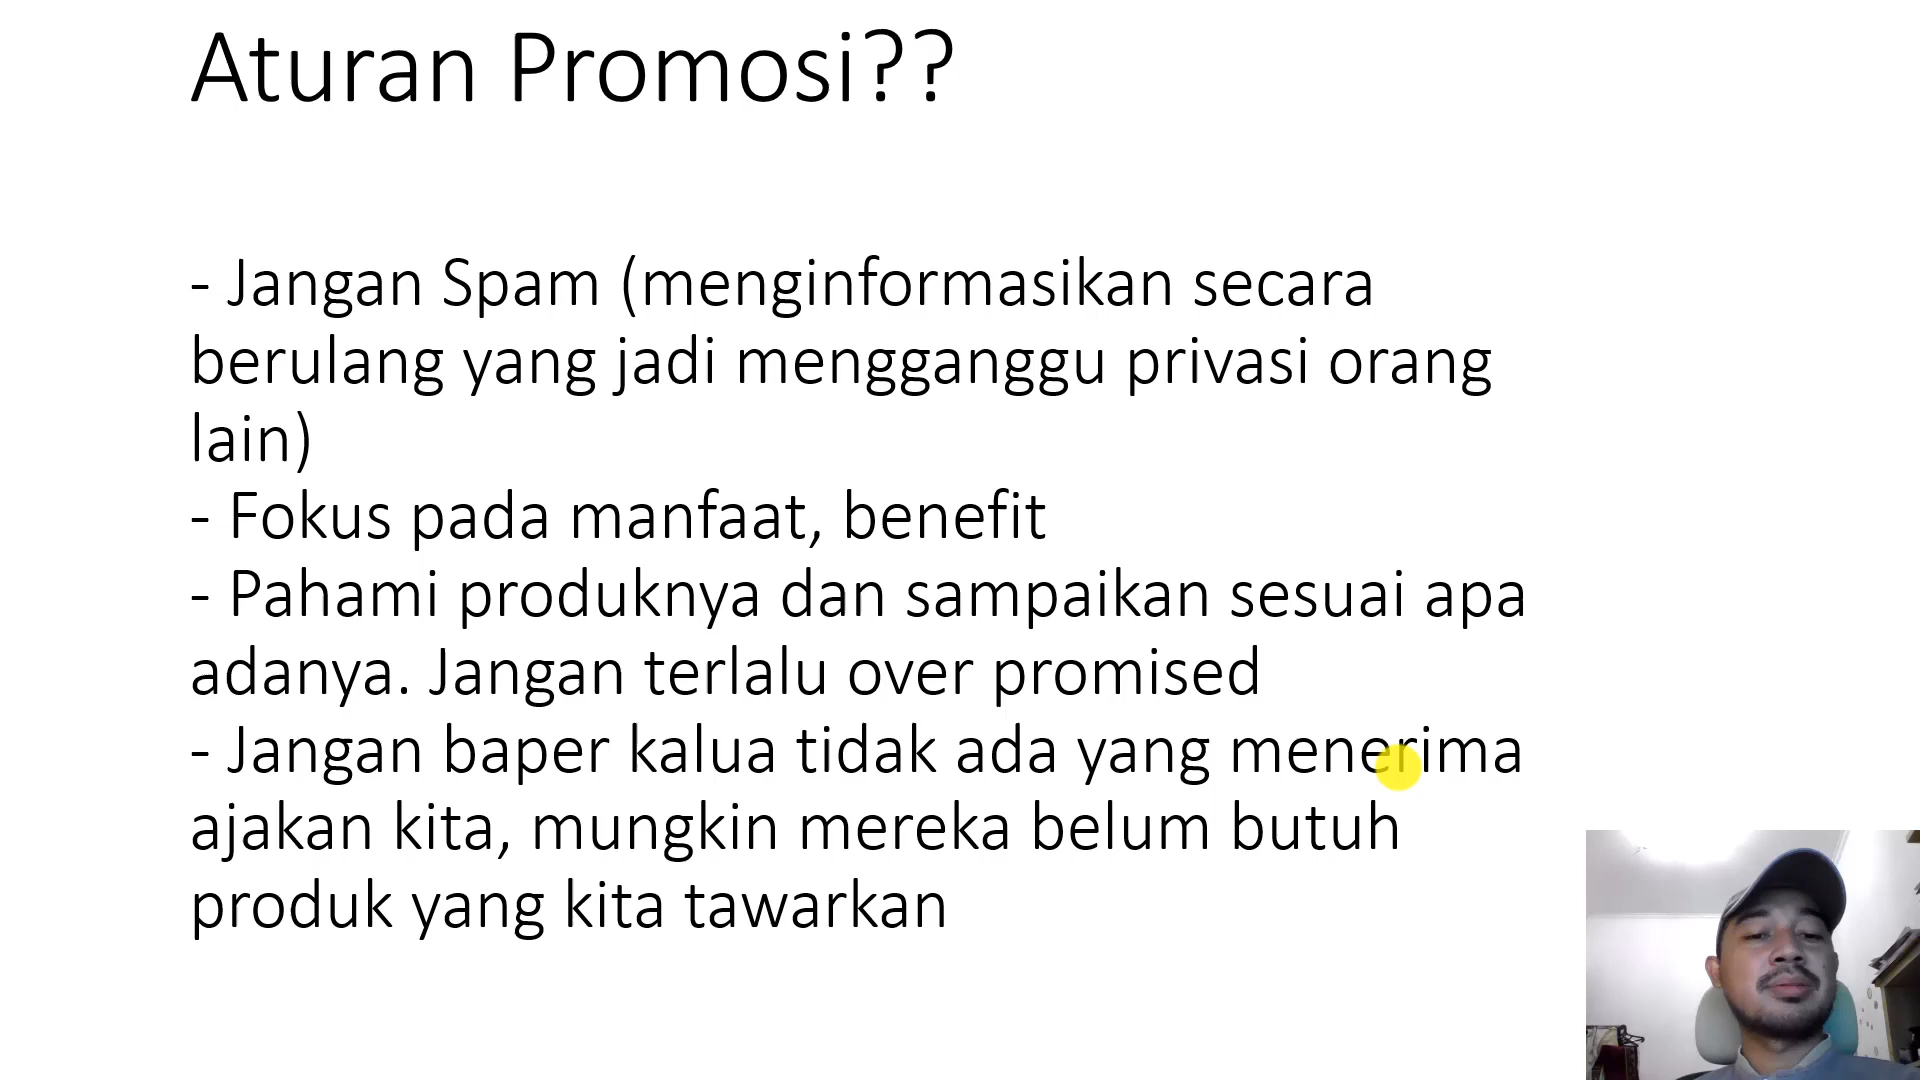 Aturan Promosi??
- Jangan Spam (menginformasikan secara
berulang yang jadi mengganggu privasi orang
lain)
- Fokus pada manfaat, benefit
- Pahami produknya dan sampaikan sesuai apa
adanya. Jangan terlalu over promised
- Jangan baper kalua tidak ada yang menerima
ajakan kita, mungkin mereka belum butuh
produk yang kita tawarkan